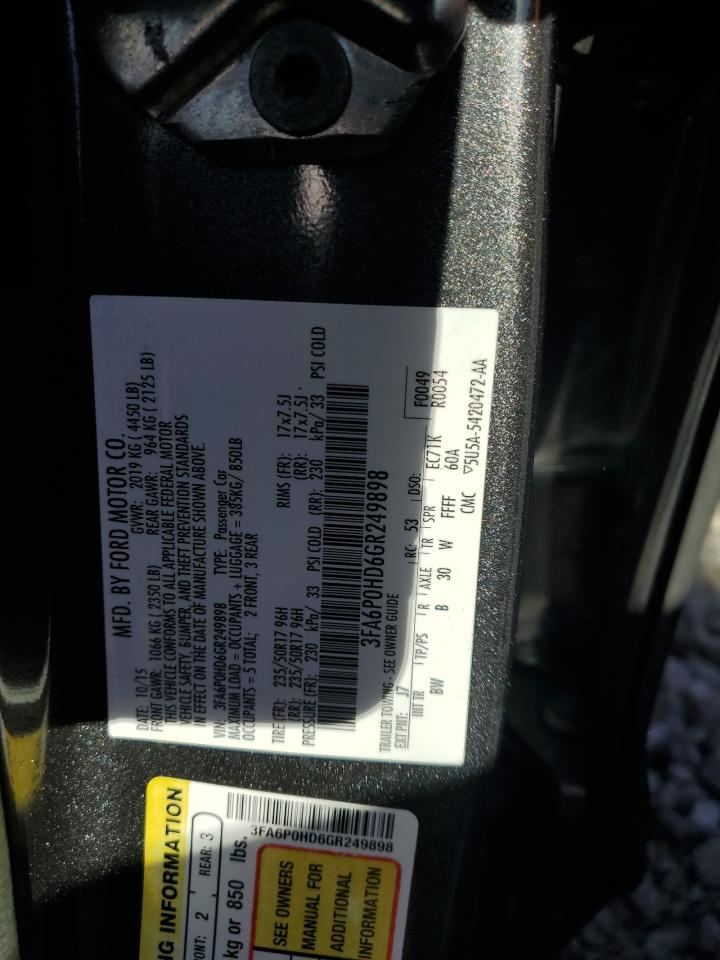 MFD. BY FORD MOTOR CO.
DATE: 10/15 GVWR: 2019 KG ( 4450 LB)
FRONT GAWR: 1066 KG ( 2350 LB) REAR GAWR: 964 KG ( 2125 LB)
THIS VEHICLE CONFORMS TO ALL APPLICABLE FEDERAL MOTOR
VEHICLE SAFETY, BUMPER, AND THEFT PREVENTION STANDARDS
IN EFFECT ON THE DATE OF MANUFACTURE SHOWN ABOVE.
VIN: 3FA6P0HD6GR249898 TYPE: Passenger Car
MAXIMUM LOAD = OCCUPANTS + LUGGAGE = 385KG/ 850LB
OCCUPANTS = 5 TOTAL: 2 FRONT, 3 REAR
TIRE (FR): 235/50R17 96H RIMS (FR): 17x7.5J
(RR): 235/50R17 96H (RR): 17x7.5J
PRESSURE (FR): 230 kPa/ 33 PSI COLD (RR): 230 kPa/ 33 PSI COLD
3FA6P0HD6GR249898
TRAILER TOWING - SEE OWNER GUIDE F0049
EXT PNT: J7 RC: 53 DSO: R0054
INT TR TP/PS R AXLE TR SPR EC71K
BW B 30 W FFFF 60A
CMC ▽5U5A-5420472-AA
NG INFORMATION
ONT: 2 REAR: 3
kg or 850 lbs.
3FA6P0HD6GR249898
SEE OWNERS
MANUAL FOR
ADDITIONAL
INFORMATION